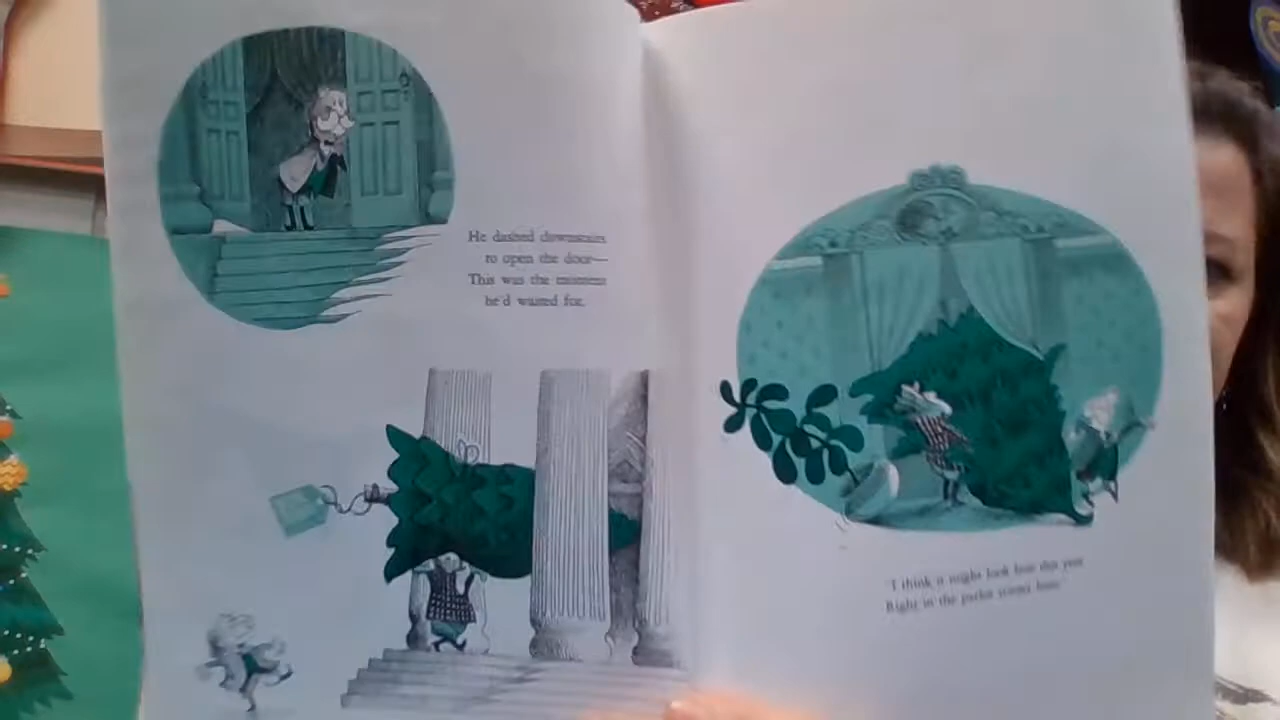 He dashed downstairs
to open the door—
This was the moment
he'd waited for.
"I think it might look best this year
Right in the parlor corner here."